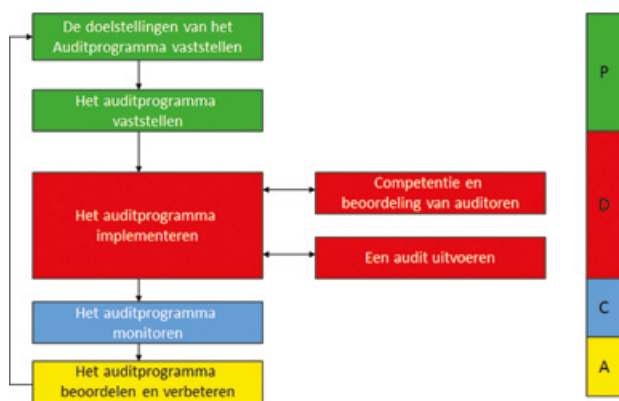 De doelstellingen van het
Auditprogramma vaststellen
Het auditprogramma
vaststellen
Het auditprogramma
implementeren
Competentie en
beoordeling van auditoren
Een audit uitvoeren
Het auditprogramma
monitoren
Het auditprogramma
beoordelen en verbeteren
P
D
C
A